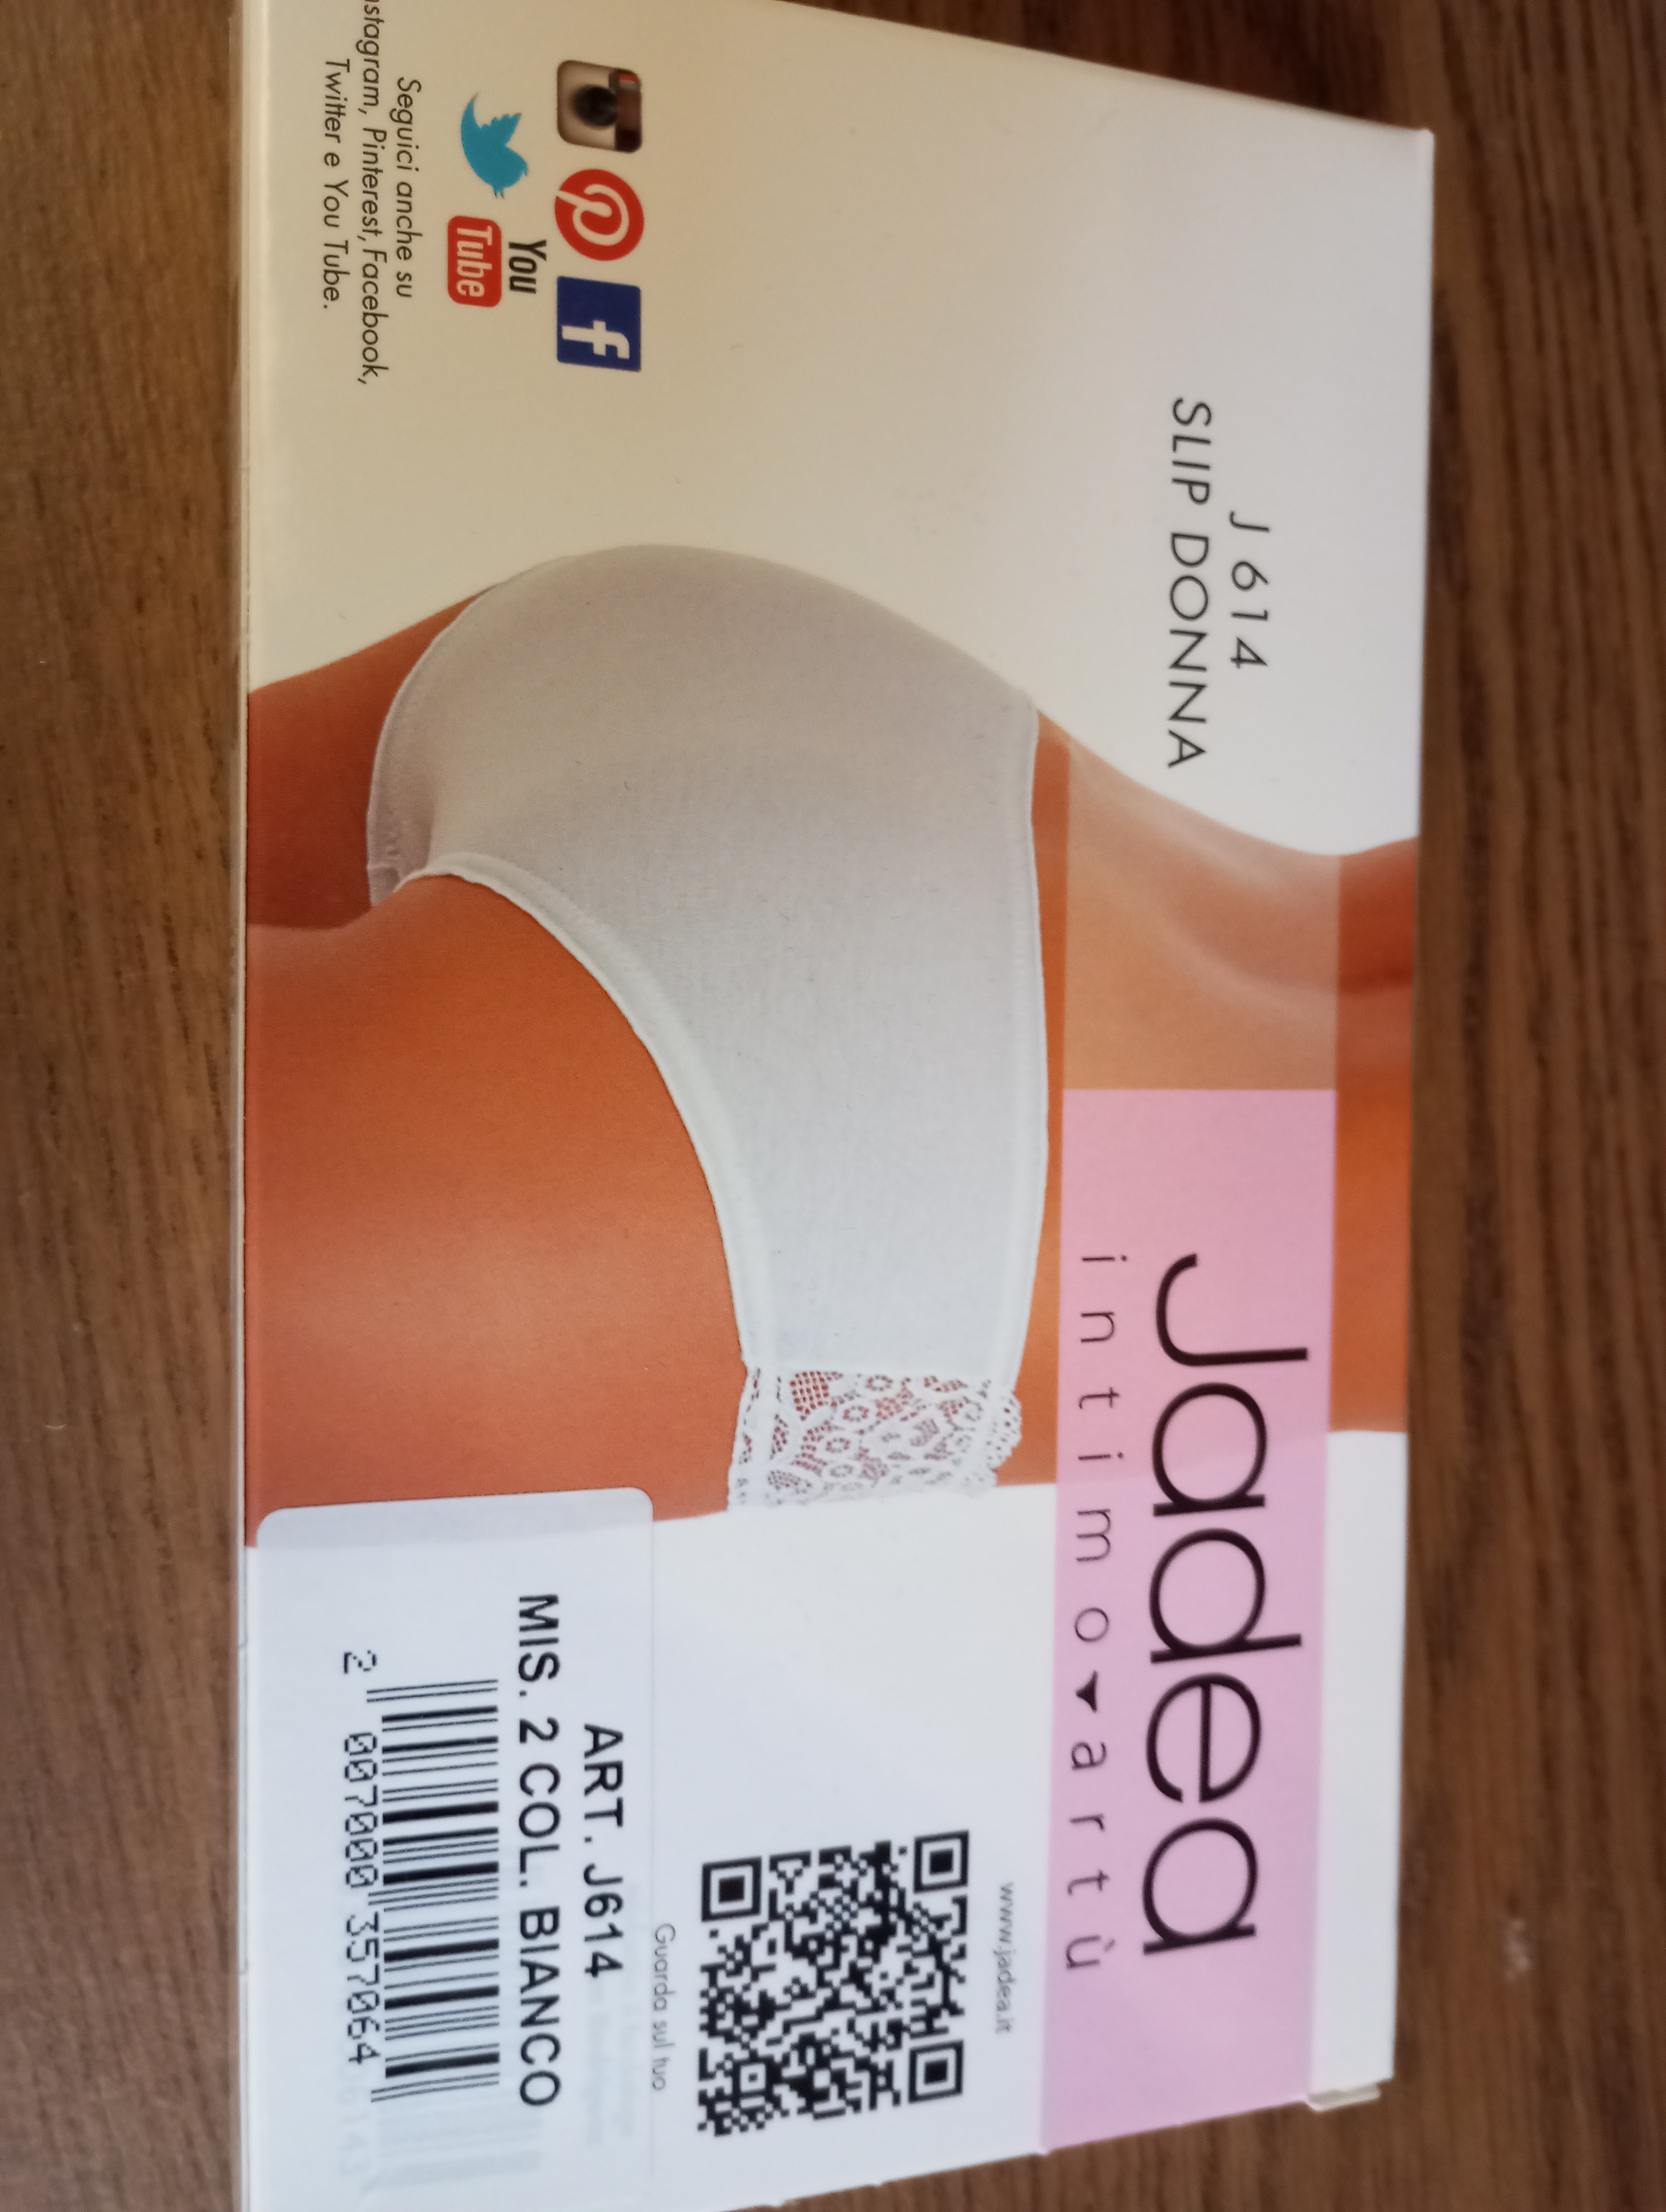 Jadea
intimo artù
J 614
SLIP DONNA
www.jadea.it
Guarda sul tuo
ART. J614
MIS. 2 COL. BIANCO
2 007000 357064
You
Tube
Seguici anche su
Pinterest, Facebook,
Twitter e You Tube.